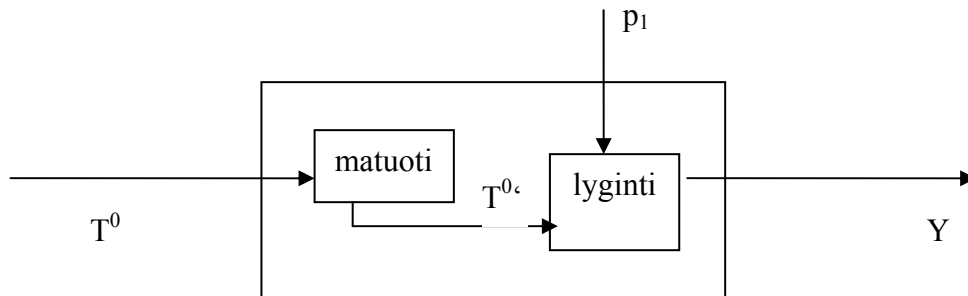 p₁
matuoti
lyginti
T⁰‘
T⁰
Y